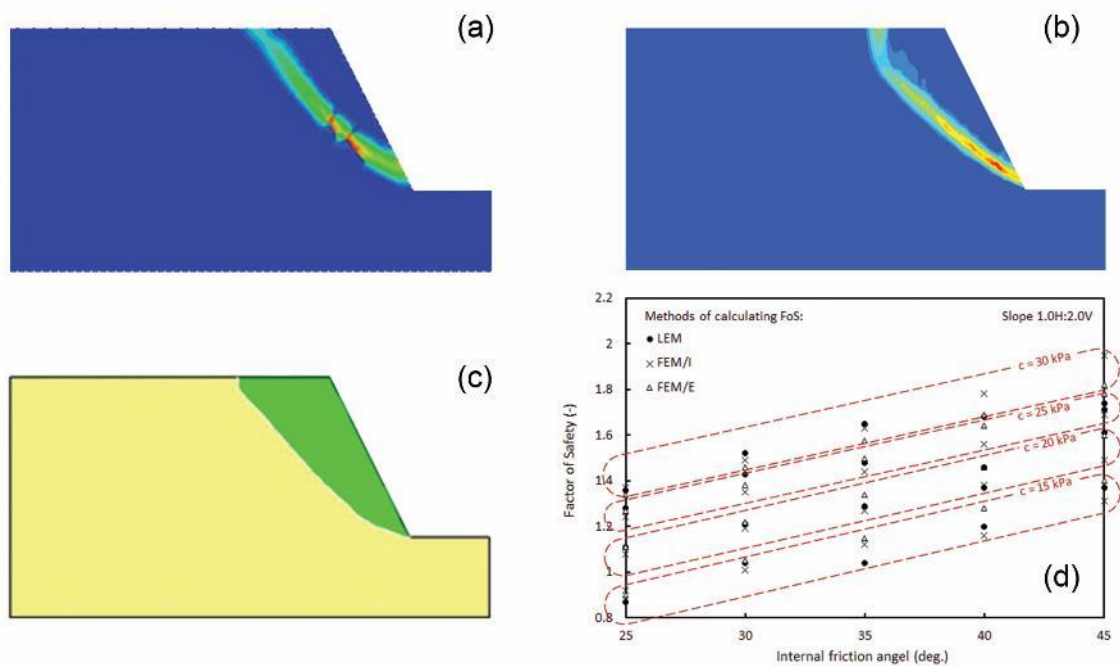 (a)
(b)
(c)
2.2
2
1.8
1.6
1.4
1.2
1
0.8
Factor of Safety (-)
Methods of calculating FoS:
LEM
FEM/I
FEM/E
Slope 1.0H:2.0V
c = 30 kPa
c = 25 kPa
c = 20 kPa
c = 15 kPa
(d)
25
30
35
40
45
Internal friction angel (deg.)